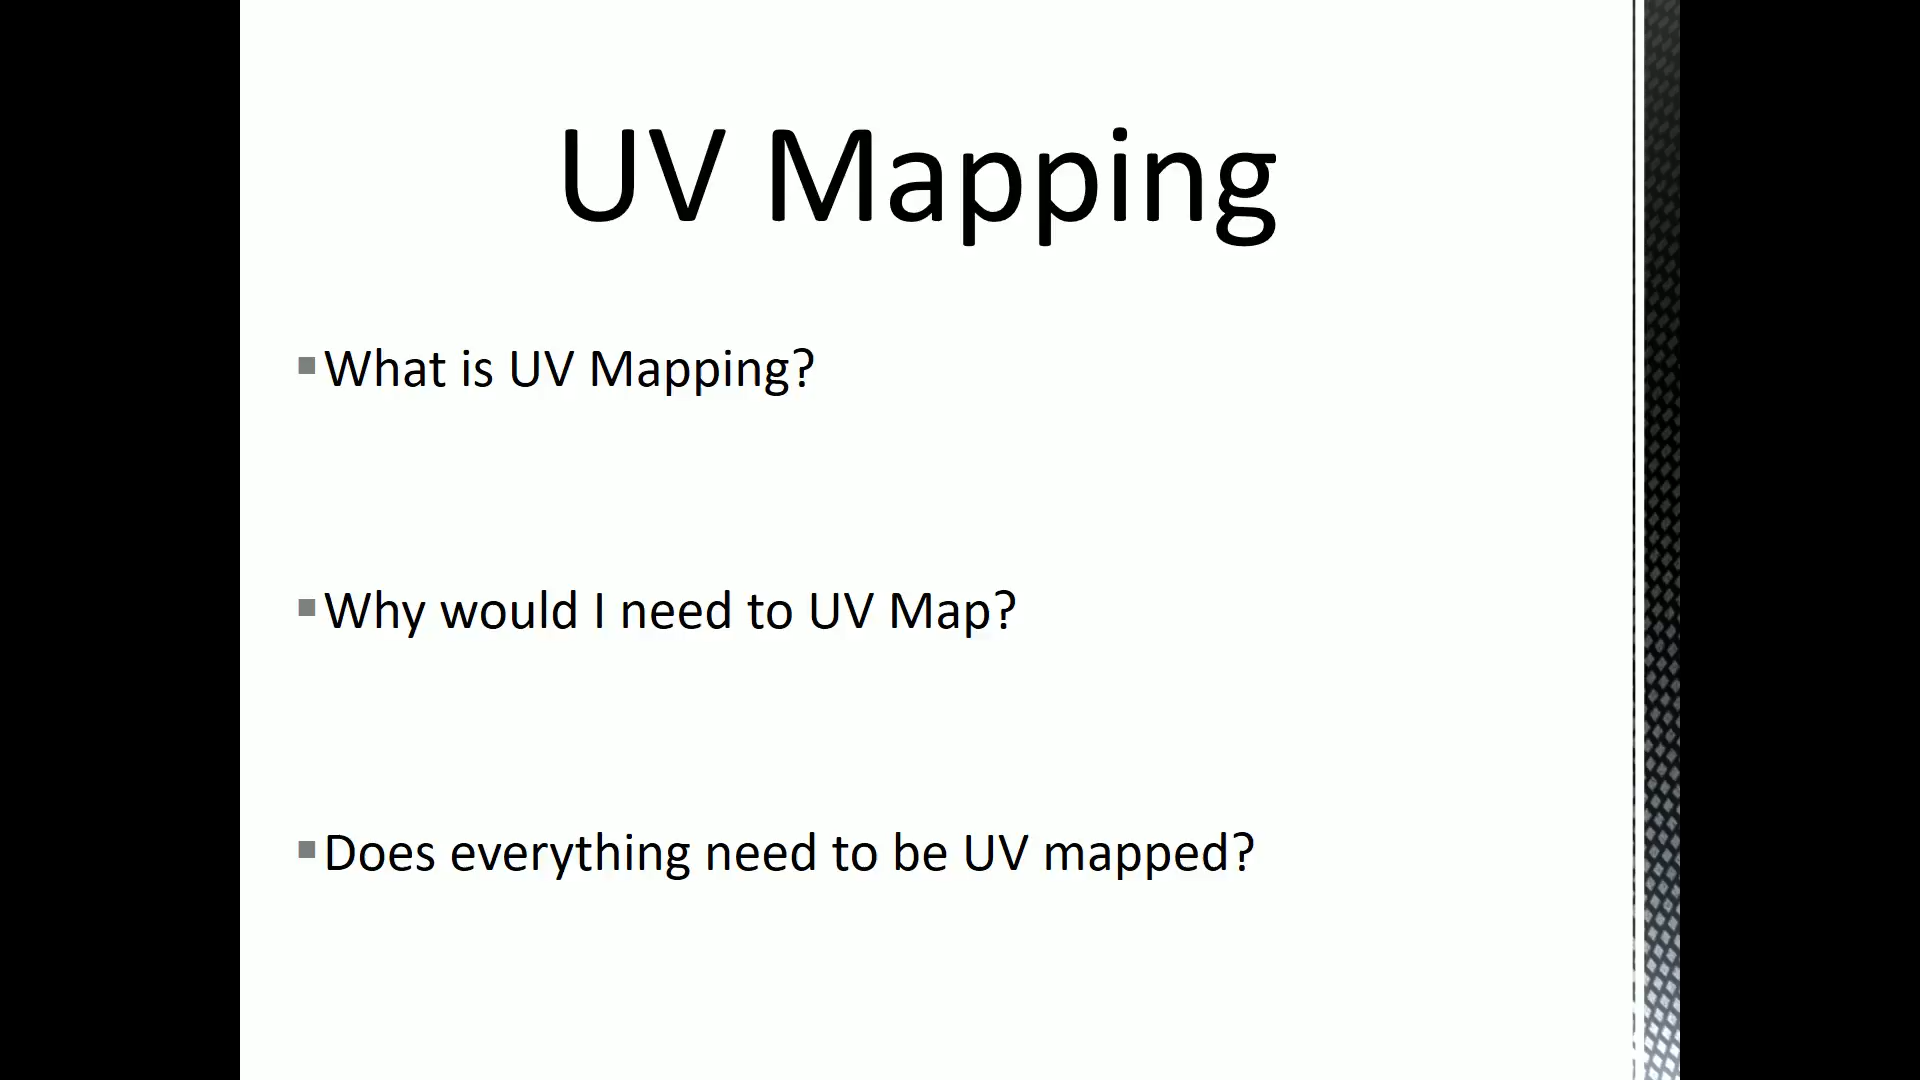 UV Mapping
What is UV Mapping?
Why would I need to UV Map?
Does everything need to be UV mapped?